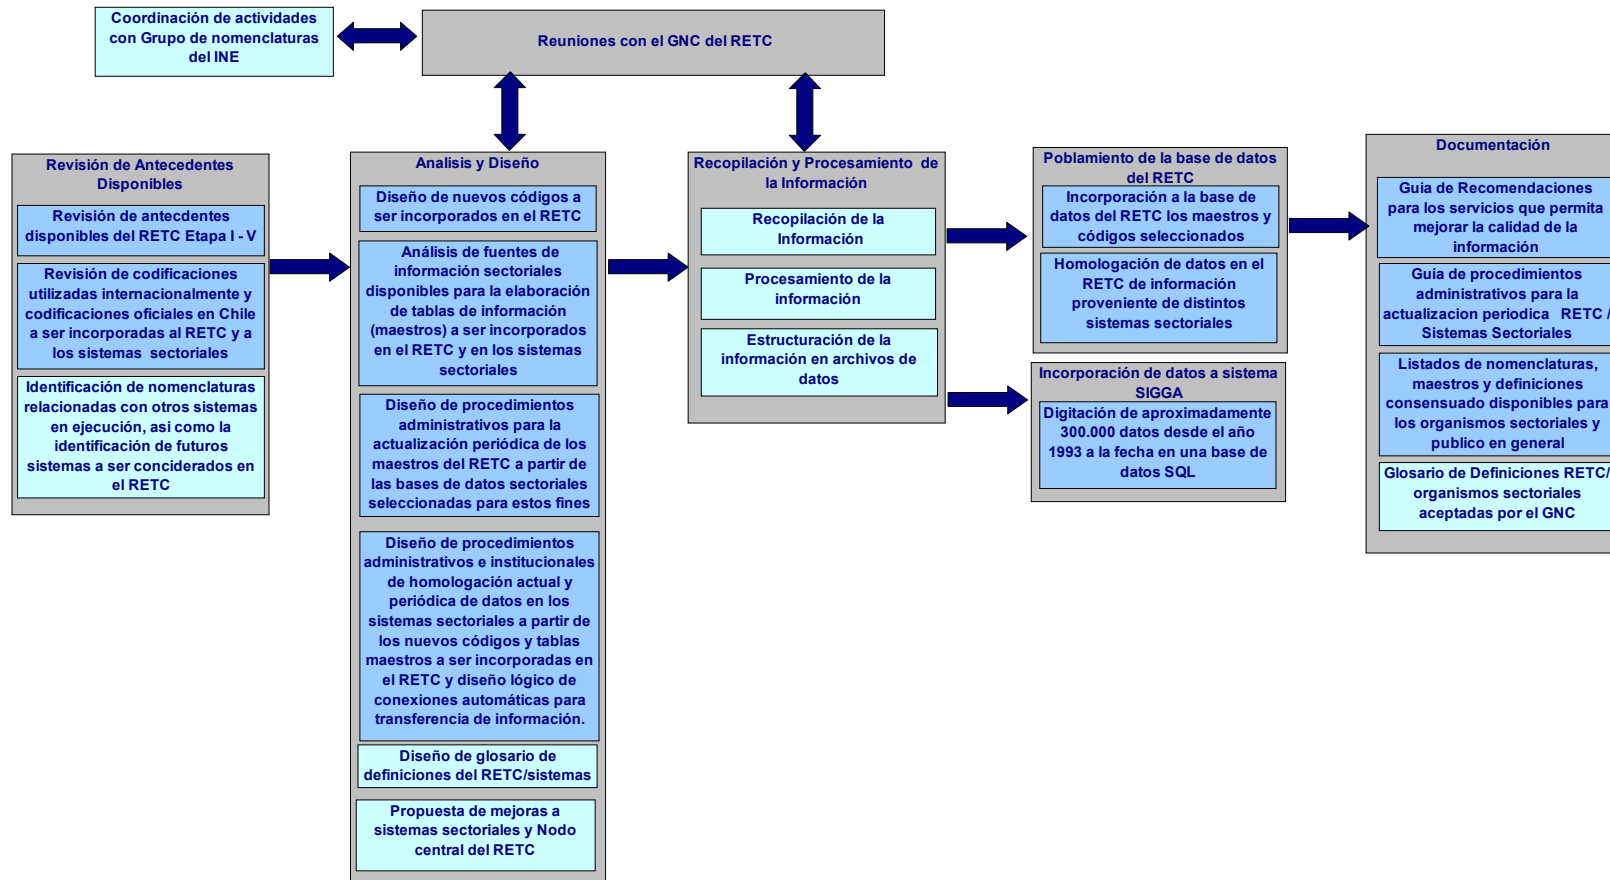 Coordinación de actividades
con Grupo de nomenclaturas
del INE
Reuniones con el GNC del RETC
Revisión de Antecedentes
Disponibles
Revisión de antecdentes
disponibles del RETC Etapa I - V
Revisión de codificaciones
utilizadas internacionalmente y
codificaciones oficiales en Chile
a ser incorporadas al RETC y a
los sistemas sectoriales
Identificación de nomenclaturas
relacionadas con otros sistemas
en ejecución, asi como la
identificación de futuros
sistemas a ser conciderados en
el RETC
Analisis y Diseño
Diseño de nuevos códigos a
ser incorporados en el RETC
Análisis de fuentes de
información sectoriales
disponibles para la elaboración
de tablas de información
(maestros) a ser incorporados
en el RETC y en los sistemas
sectoriales
Diseño de procedimientos
administrativos para la
actualización periódica de los
maestros del RETC a partir de
las bases de datos sectoriales
seleccionadas para estos fines
Diseño de procedimientos
administrativos e institucionales
de homologación actual y
periódica de datos en los
sistemas sectoriales a partir de
los nuevos códigos y tablas
maestros a ser incorporadas en
el RETC y diseño lógico de
conexiones automáticas para
transferencia de información.
Diseño de glosario de
definiciones del RETC/sistemas
Propuesta de mejoras a
sistemas sectoriales y Nodo
central del RETC
Recopilación y Procesamiento de
la Información
Recopilación de la
Información
Procesamiento de la
información
Estructuración de la
información en archivos de
datos
Poblamiento de la base de datos
del RETC
Incorporación a la base de
datos del RETC los maestros y
códigos seleccionados
Homologación de datos en el
RETC de información
proveniente de distintos
sistemas sectoriales
Incorporación de datos a sistema
SIGGA
Digitación de aproximadamente
300.000 datos desde el año
1993 a la fecha en una base de
datos SQL
Documentación
Guia de Recomendaciones
para los servicios que permita
mejorar la calidad de la
información
Guía de procedimientos
administrativos para la
actualizacion periodica RETC /
Sistemas Sectoriales
Listados de nomenclaturas,
maestros y definiciones
consensuado disponibles para
los organismos sectoriales y
publico en general
Glosario de Definiciones RETC/
organismos sectoriales
aceptadas por el GNC